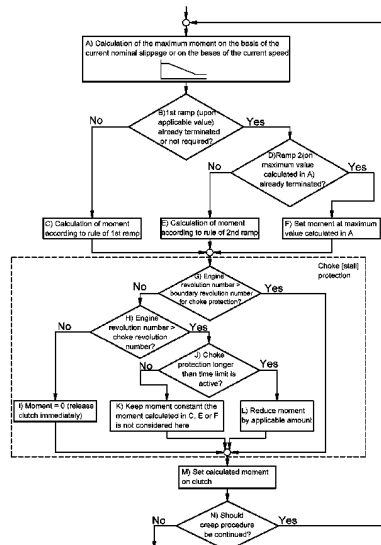 A) Calculation of the maximum moment on the basis of the
current nominal slippage or on the bases of the current speed
B)1st ramp (upon
applicable value)
already terminated
or not required?
No
Yes
D)Ramp 2(on
maximum value
calculated in A)
already terminated?
No
Yes
C) Calculation of moment
according to rule of 1st ramp
E) Calculation of moment
according to rule of 2nd ramp
F) Set moment at maximum
value calculated in A
Choke [stall]
protection
G) Engine
revolution number >
boundary revolution number
for choke protection?
No
Yes
H) Engine
revolution number >
choke revolution
number?
No
Yes
J) Choke
protection longer
than time limit is
active?
No
Yes
I) Moment = 0 (release
clutch immediately)
K) Keep moment constant (the
moment calculated in C, E or F
is not considered here
L) Reduce moment
by applicable amount
M) Set calculated moment
on clutch
N) Should
creep procedure
be continued?
No
Yes